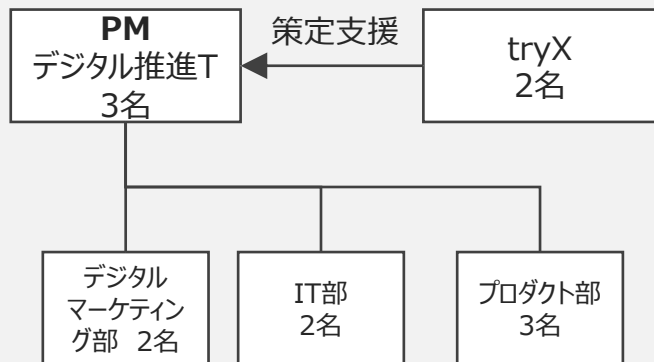 PM
デジタル推進T
3名
策定支援
tryX
2名
デジタル
マーケティン
グ部 2名
IT部
2名
プロダクト部
3名